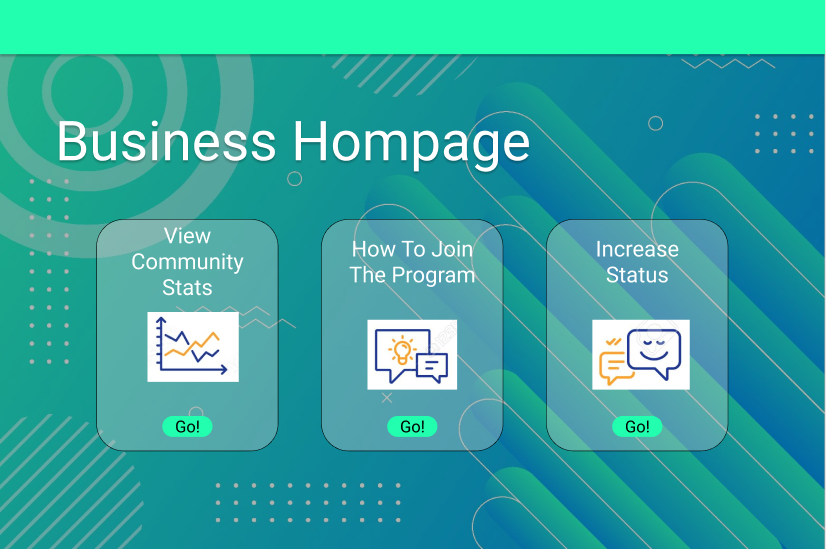 Business Hompage
View
Community
Stats
How To Join
The Program
Increase
Status
Go!
Go!
Go!